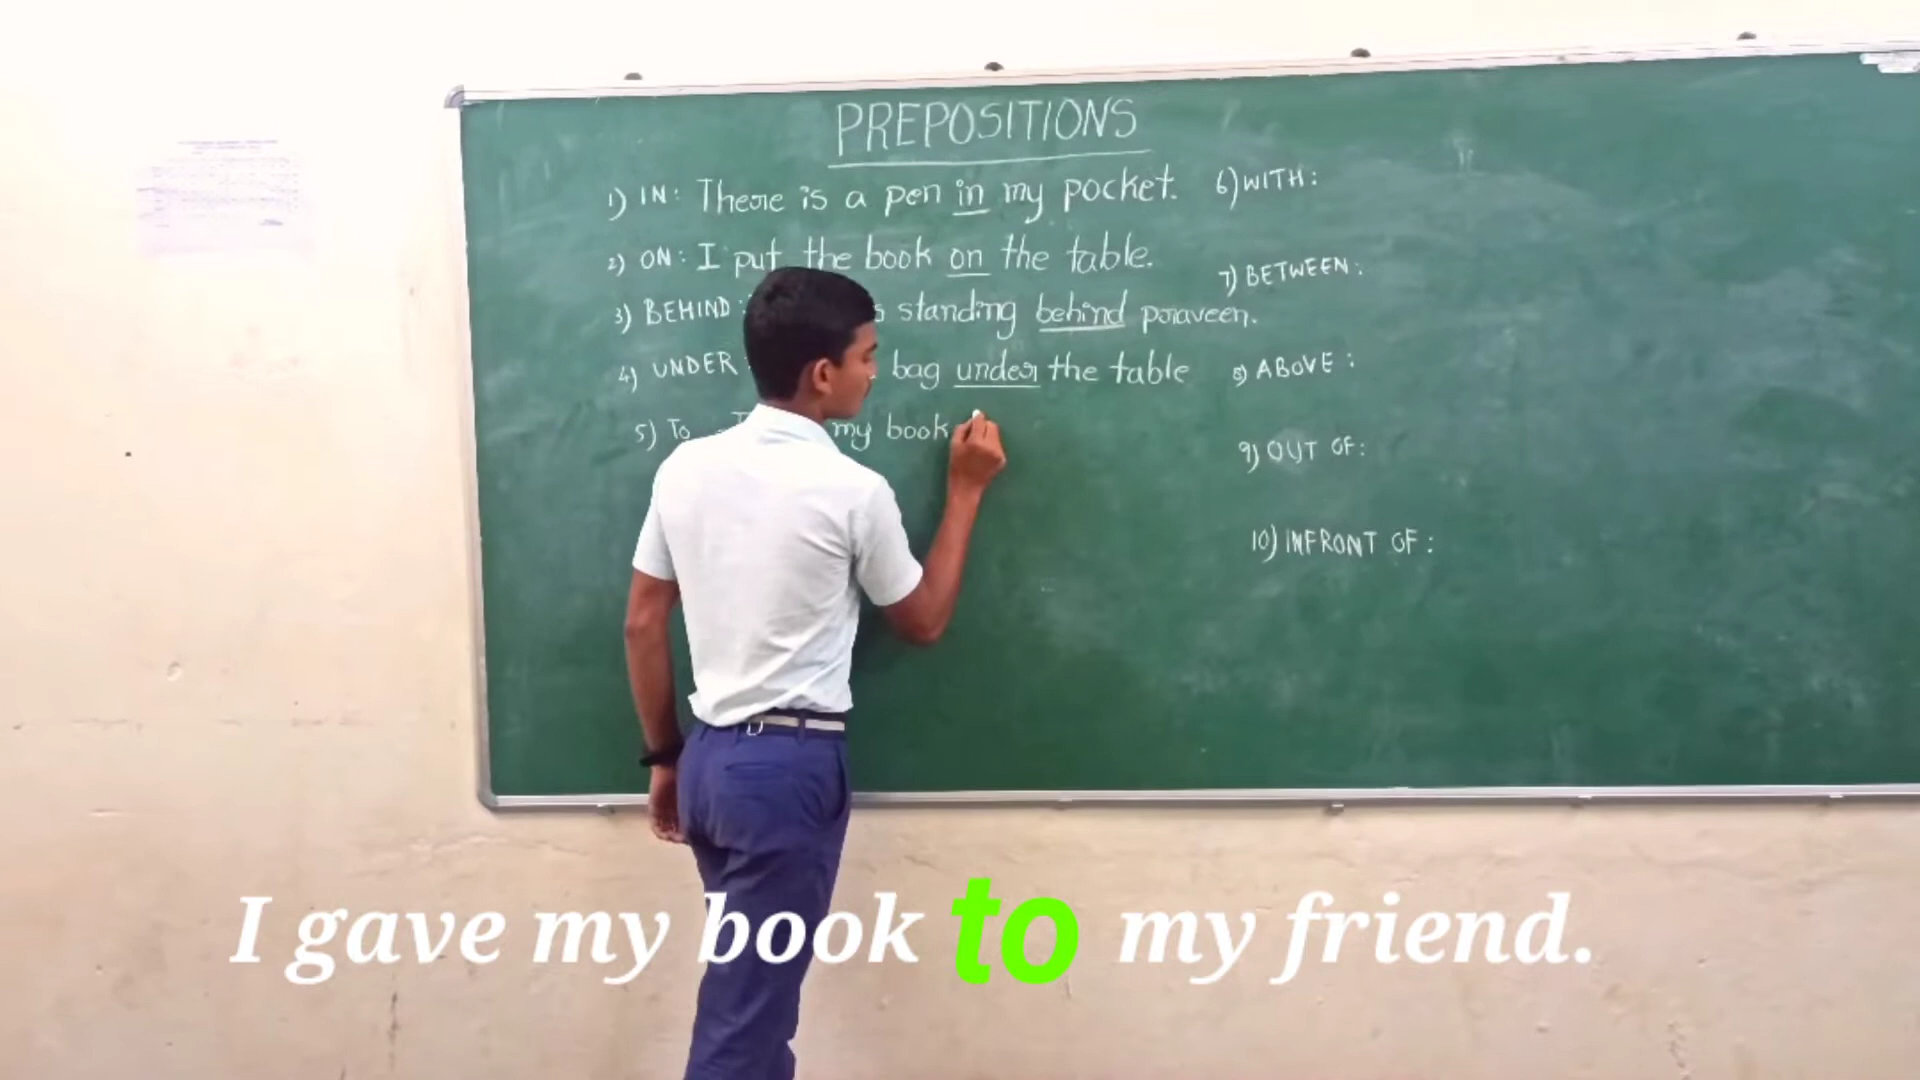 PREPOSITIONS
1) IN: There is a pen in my pocket.
2) ON: I put the book on the table.
3) BEHIND: standing behind praveen.
4) UNDER bag under the table
5) To my book
6) WITH:
7) BETWEEN:
8) ABOVE:
9) OUT OF:
10) INFRONT OF:
I gave my book to my friend.